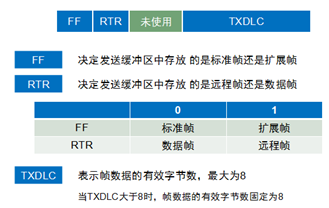 FF RTR 未使用 TXDLC
FF 决定发送缓冲区中存放 的是标准帧还是扩展帧
RTR 决定发送缓冲区中存放 的是远程帧还是数据帧
0 1
FF 标准帧 扩展帧
RTR 数据帧 远程帧
TXDLC 表示帧数据的有效字节数，最大为8
当TXDLC大于8时，帧数据的有效字节数固定为8